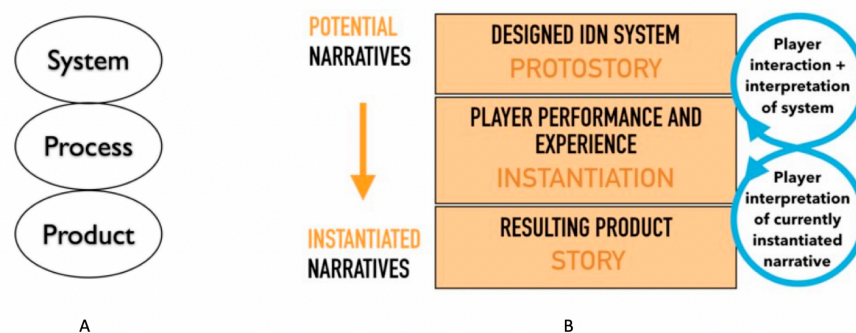 System
Process
Product
A
POTENTIAL
NARRATIVES
INSTANTIATED
NARRATIVES
DESIGNED IDN SYSTEM
PROTOSTORY
PLAYER PERFORMANCE AND
EXPERIENCE
INSTANTIATION
RESULTING PRODUCT
STORY
Player
interaction +
interpretation
of system
Player
interpretation
of currently
instantiated
narrative
B